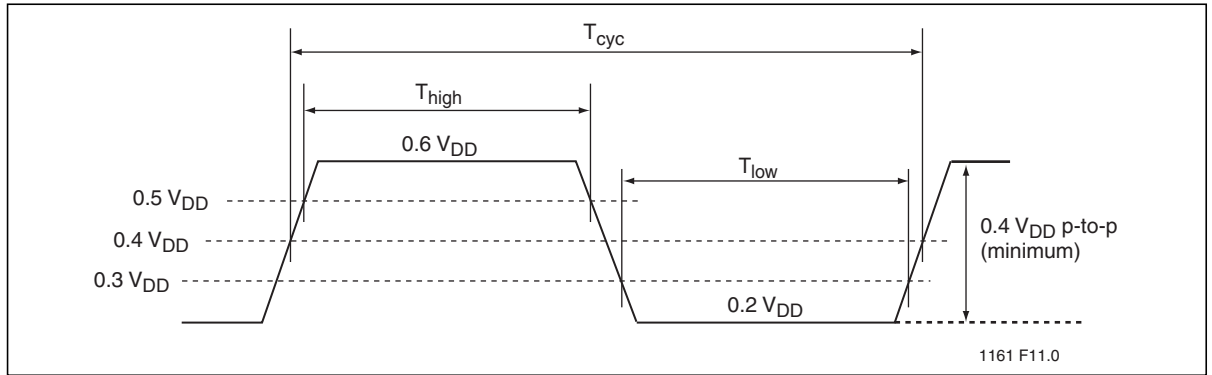 Tcyc
Thigh
0.6 VDD
Tlow
0.5 VDD
0.4 VDD
0.4 VDD p-to-p
(minimum)
0.3 VDD
0.2 VDD
1161 F11.0